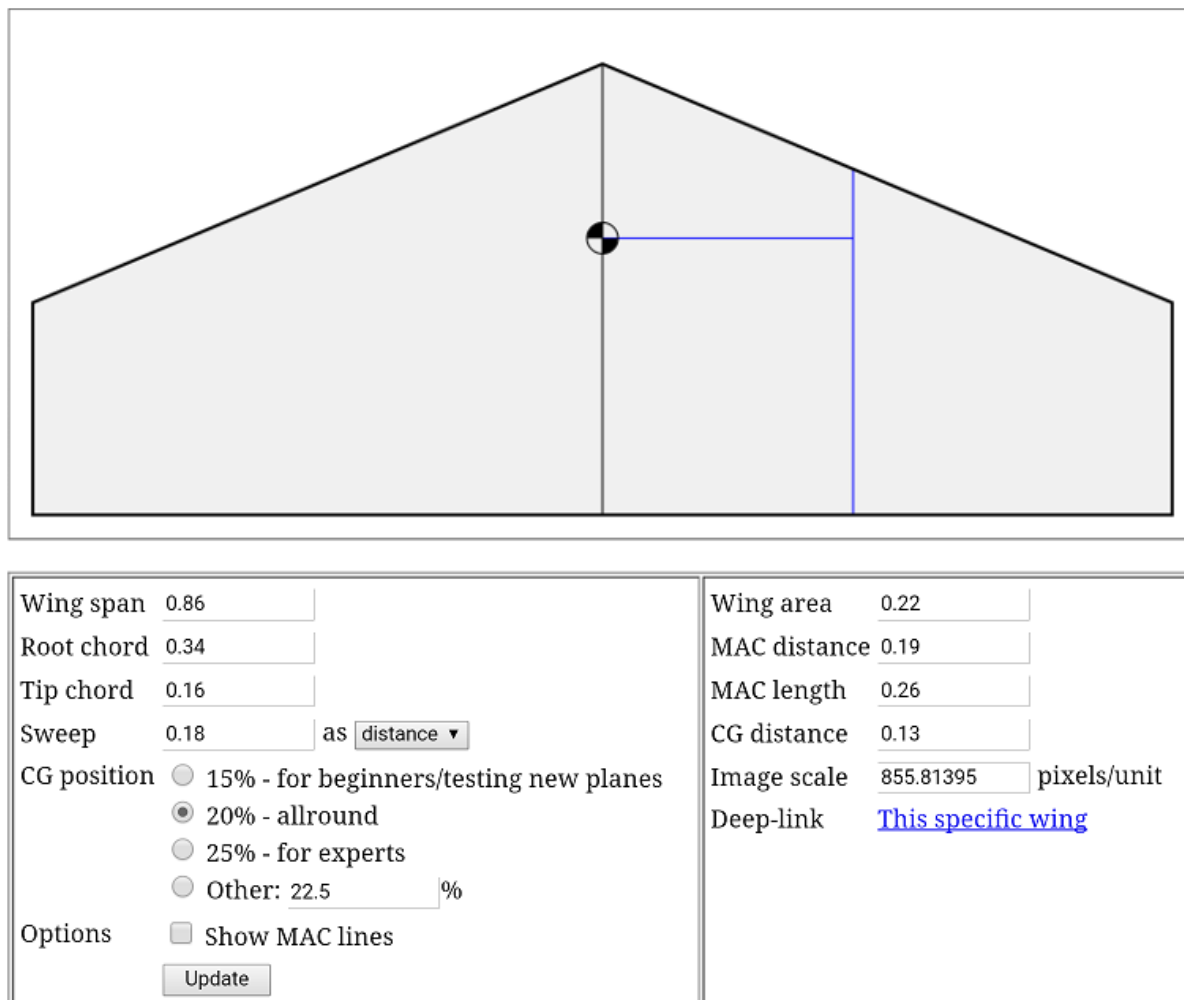 Wing span 0.86
Root chord 0.34
Tip chord 0.16
Sweep 0.18 as distance ▼
CG position 15% - for beginners/testing new planes
20% - allround
25% - for experts
Other: 22.5 %
Options Show MAC lines
Update
Wing area 0.22
MAC distance 0.19
MAC length 0.26
CG distance 0.13
Image scale 855.81395 pixels/unit
Deep-link This specific wing